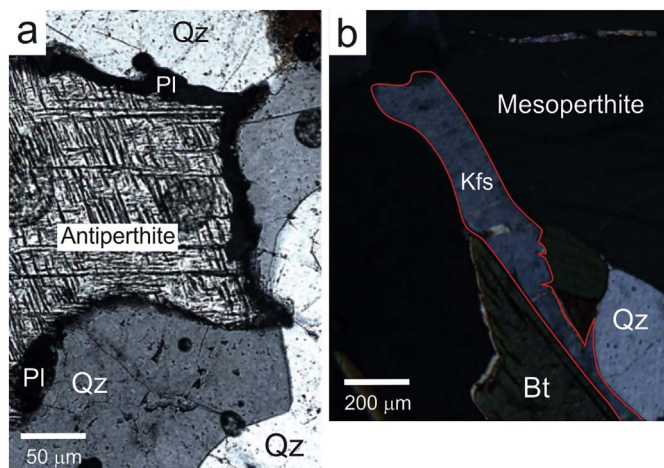 a
Qz
Pl
Antiperthite
Pl
Qz
Qz
50 μm
b
Mesoperthite
Kfs
Qz
Bt
200 μm